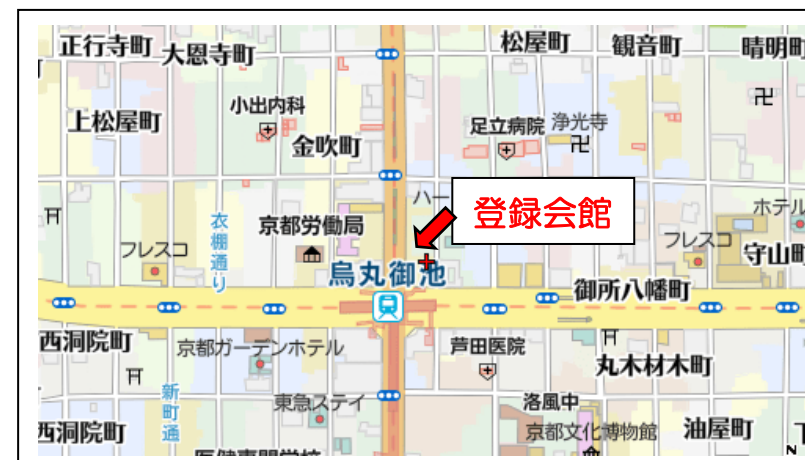 正行寺町
大恩寺町
松屋町
観音町
晴明町
上松屋町
小出内科
金吹町
足立病院
浄光寺
ハー
登録会館
ホテル
衣棚通り
京都労働局
フレスコ
フレスコ
守山町
烏丸御池
御所八幡町
西洞院町
京都ガーデンホテル
芦田医院
丸木材木町
新町通
東急ステイ
洛風中
西洞院町
京都文化博物館
油屋町
医健専門学校
N